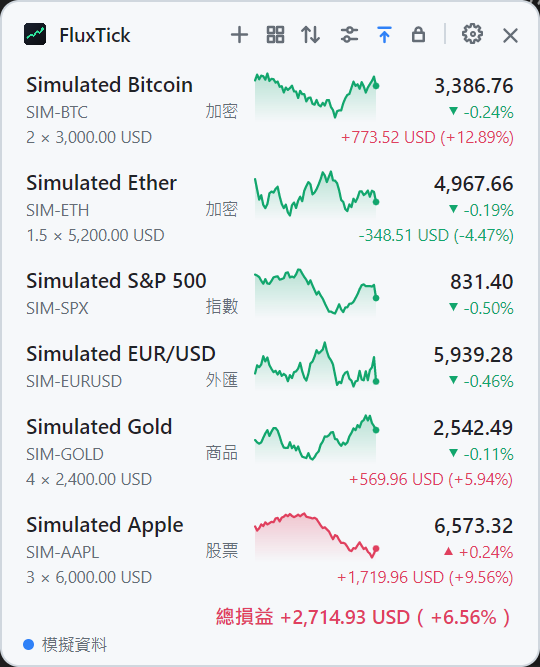 FluxTick
Simulated Bitcoin 3,386.76
SIM-BTC 加密 ▼ -0.24%
2 × 3,000.00 USD +773.52 USD (+12.89%)
Simulated Ether 4,967.66
SIM-ETH 加密 ▼ -0.19%
1.5 × 5,200.00 USD -348.51 USD (-4.47%)
Simulated S&P 500 831.40
SIM-SPX 指數 ▼ -0.50%
Simulated EUR/USD 5,939.28
SIM-EURUSD 外匯 ▼ -0.46%
Simulated Gold 2,542.49
SIM-GOLD 商品 ▼ -0.11%
4 × 2,400.00 USD +569.96 USD (+5.94%)
Simulated Apple 6,573.32
SIM-AAPL 股票 ▲ +0.24%
3 × 6,000.00 USD +1,719.96 USD (+9.56%)
總損益 +2,714.93 USD ( +6.56% )
模擬資料